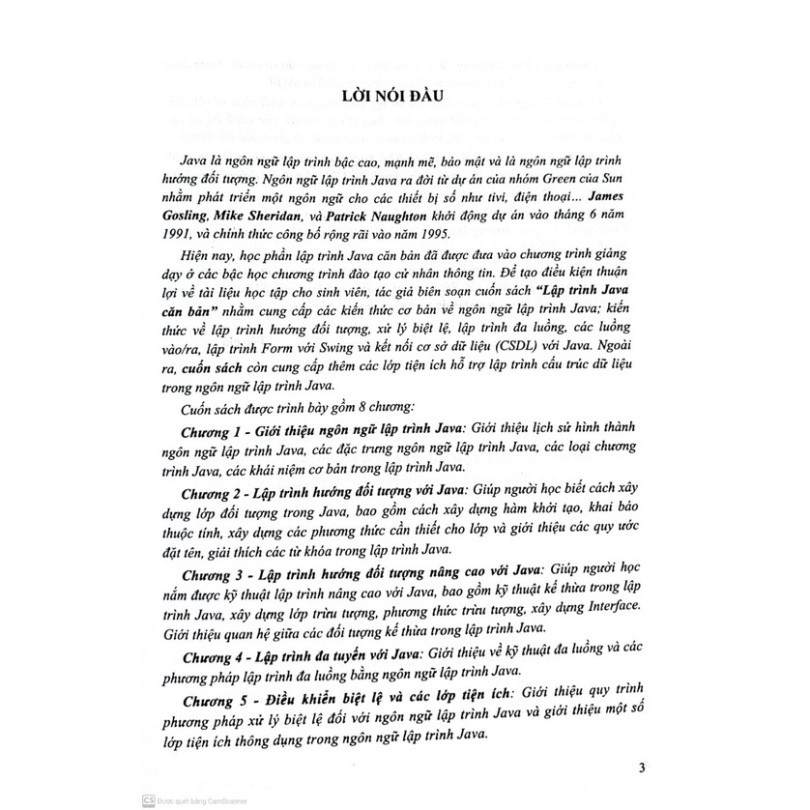 LỜI NÓI ĐẦU
Java là ngôn ngữ lập trình bậc cao, mạnh mẽ, bảo mật và là ngôn ngữ lập trình
hướng đối tượng. Ngôn ngữ lập trình Java ra đời từ dự án của nhóm Green của Sun
nhằm phát triển một ngôn ngữ cho các thiết bị số như tivi, điện thoại... James
Gosling, Mike Sheridan, và Patrick Naughton khởi động dự án vào tháng 6 năm
1991, và chính thức công bố rộng rãi vào năm 1995.
Hiện nay, học phần lập trình Java căn bản đã được đưa vào chương trình giảng
dạy ở các bậc học chương trình đào tạo cử nhân thông tin. Để tạo điều kiện thuận
lợi về tài liệu học tập cho sinh viên, tác giả biên soạn cuốn sách “Lập trình Java
căn bản” nhằm cung cấp các kiến thức cơ bản về ngôn ngữ lập trình Java; kiến
thức về lập trình hướng đối tượng, xử lý biệt lệ, lập trình đa luồng, các luồng
vào/ra, lập trình Form với Swing và kết nối cơ sở dữ liệu (CSDL) với Java. Ngoài
ra, cuốn sách còn cung cấp thêm các lớp tiện ích hỗ trợ lập trình cấu trúc dữ liệu
trong ngôn ngữ lập trình Java.
Cuốn sách được trình bày gồm 8 chương:
Chương 1 - Giới thiệu ngôn ngữ lập trình Java: Giới thiệu lịch sử hình thành
ngôn ngữ lập trình Java, các đặc trưng ngôn ngữ lập trình Java, các loại chương
trình Java, các khái niệm cơ bản trong lập trình Java.
Chương 2 - Lập trình hướng đối tượng với Java: Giúp người học biết cách xây
dựng lớp đối tượng trong Java, bao gồm cách xây dựng hàm khởi tạo, khai báo
thuộc tính, xây dựng các phương thức cần thiết cho lớp và giới thiệu các quy ước
đặt tên, giải thích các từ khóa trong lập trình Java.
Chương 3 - Lập trình hướng đối tượng nâng cao với Java: Giúp người học
nắm được kỹ thuật lập trình nâng cao với Java, bao gồm kỹ thuật kế thừa trong lập
trình Java, xây dựng lớp trừu tượng, phương thức trừu tượng, xây dựng Interface.
Giới thiệu quan hệ giữa các đối tượng kế thừa trong lập trình Java.
Chương 4 - Lập trình đa tuyến với Java: Giới thiệu về kỹ thuật đa luồng và các
phương pháp lập trình đa luồng bằng ngôn ngữ lập trình Java.
Chương 5 - Điều khiển biệt lệ và các lớp tiện ích: Giới thiệu quy trình
phương pháp xử lý biệt lệ đối với ngôn ngữ lập trình Java và giới thiệu một số
lớp tiện ích thông dụng trong ngôn ngữ lập trình Java.
3
CS Được quét bằng CamScanner